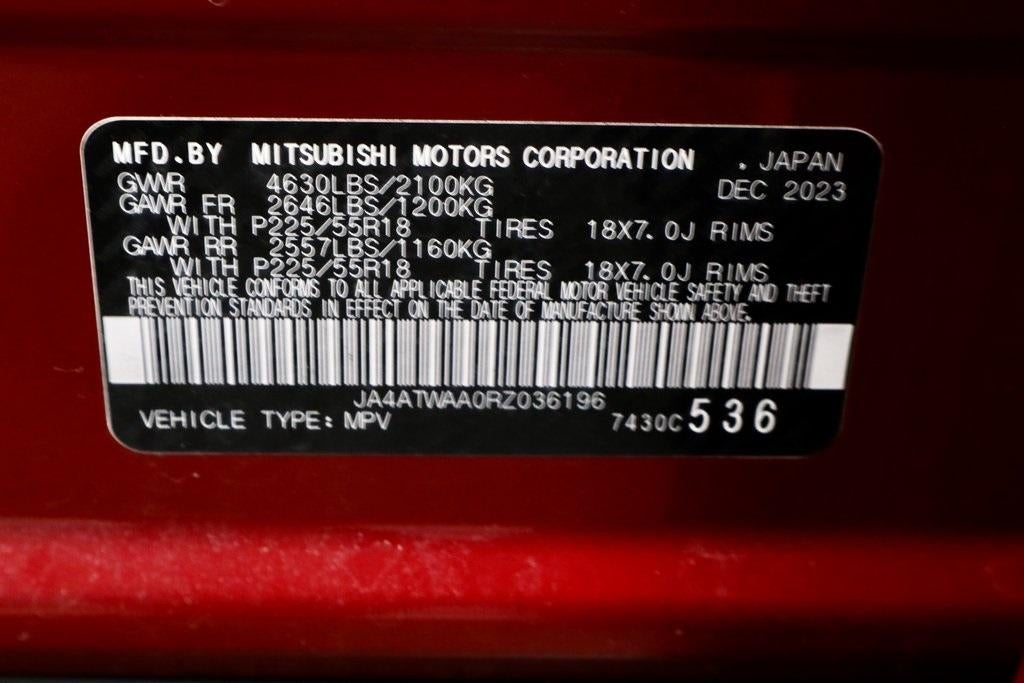 MFD.BY MITSUBISHI MOTORS CORPORATION . JAPAN
GVWR 4630LBS/2100KG DEC 2023
GAWR FR 2646LBS/1200KG
WITH P225/55R18 TIRES 18X7.0J RIMS
GAWR RR 2557LBS/1160KG
WITH P225/55R18 TIRES 18X7.0J RIMS
THIS VEHICLE CONFORMS TO ALL APPLICABLE FEDERAL MOTOR VEHICLE SAFETY AND THEFT
PREVENTION STANDARDS IN EFFECT ON THE DATE OF MANUFACTURE SHOWN ABOVE.
JA4ATWAA0RZ036196
VEHICLE TYPE: MPV 7430C 536